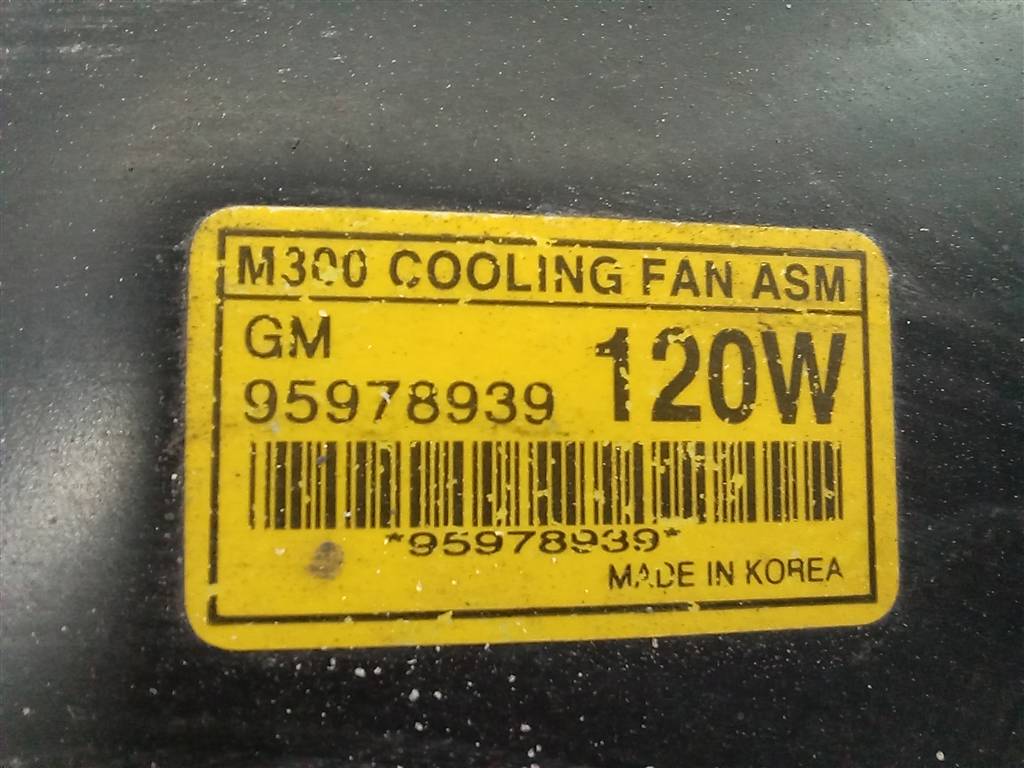 M300 COOLING FAN ASM
GM
120W
95978939
*95978939*
MADE IN KOREA